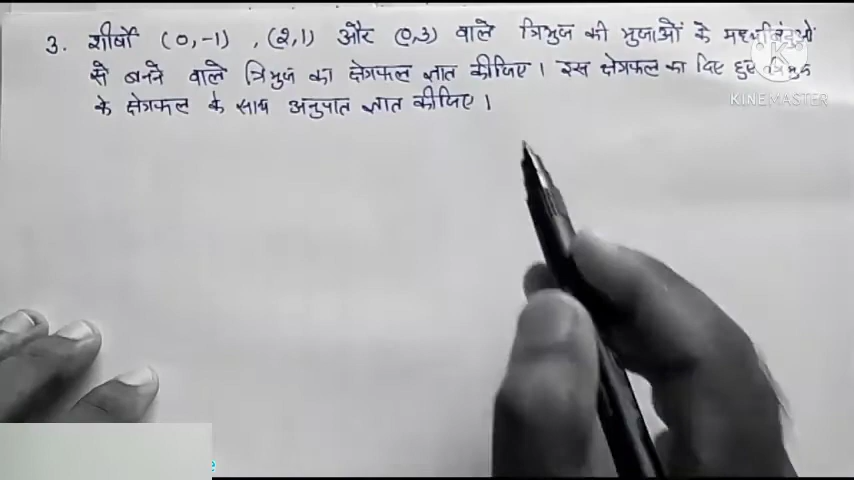 3. शीर्षो (0,-1) , (2,1) और (0,3) वाले त्रिभुज की भुजाओं के मध्यबिंदुओ
से बनने वाले त्रिभुज का क्षेत्रफल ज्ञात कीजिए । इस क्षेत्रफल का दिए हुए त्रिभुज
के क्षेत्रफल के साथ अनुपात ज्ञात कीजिए ।
KINEMASTER